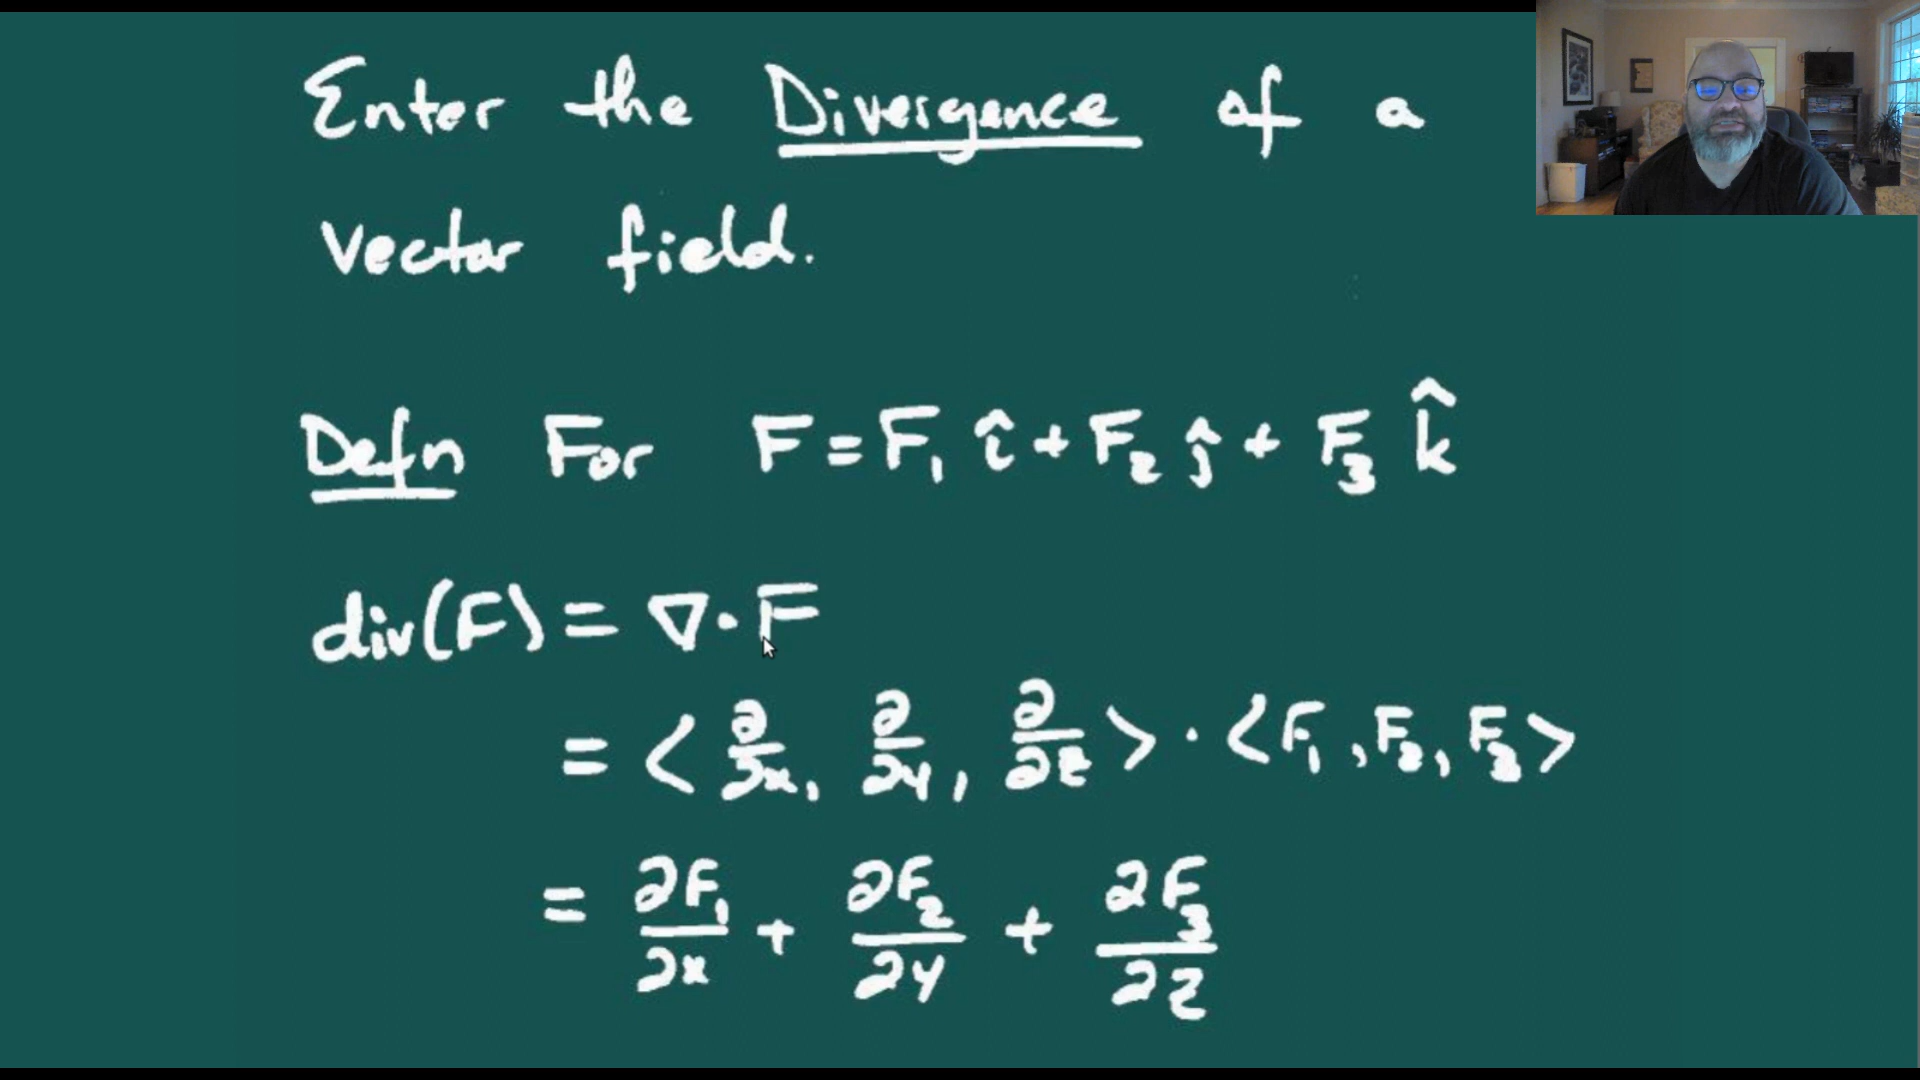 Enter the Divergence of a
vector field.
Defn For F = F₁ î + F₂ ĵ + F₃ k̂
div(F) = ∇ · F
= < ∂/∂x, ∂/∂y, ∂/∂z > · < F₁, F₂, F₃ >
= ∂F₁/∂x + ∂F₂/∂y + ∂F₃/∂z